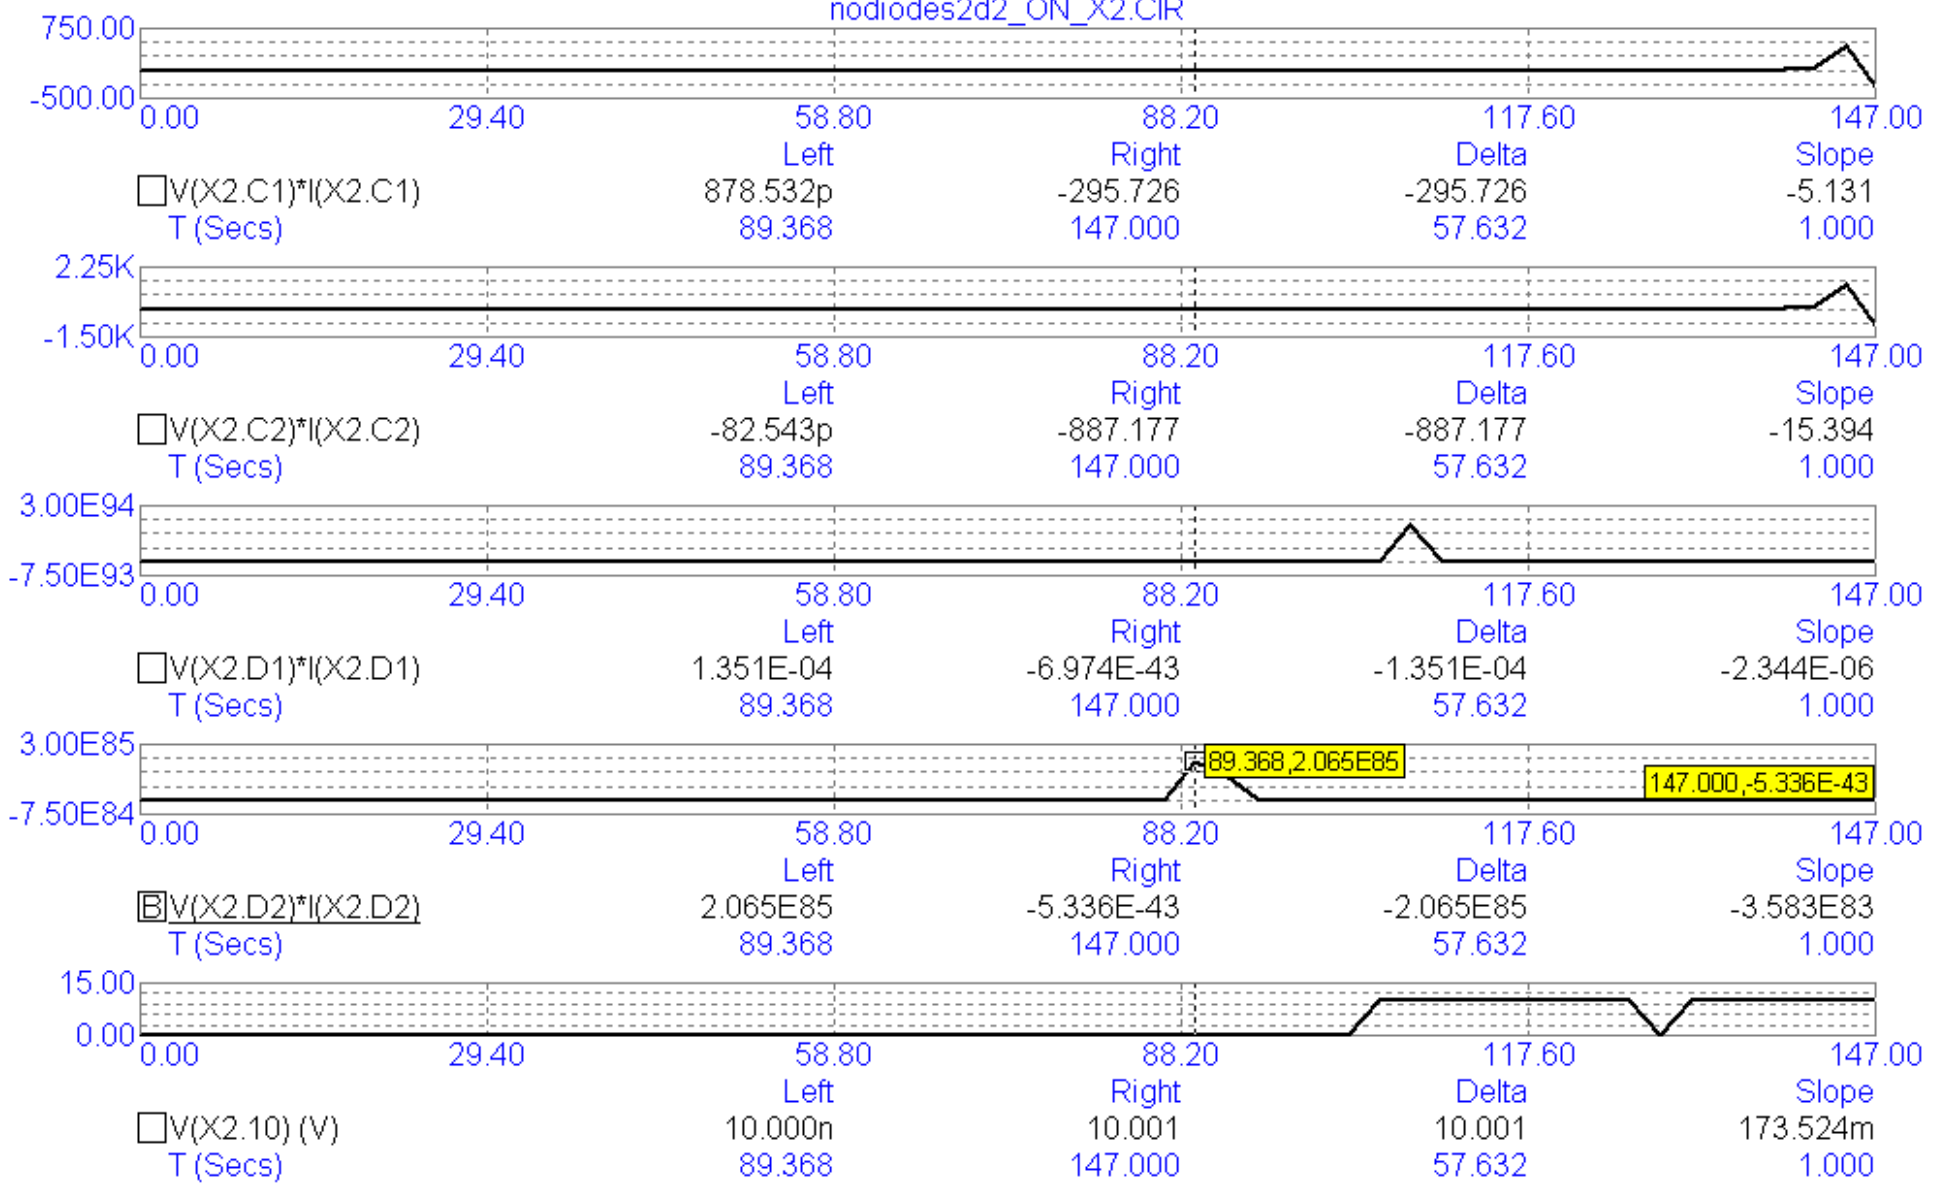 nodiodes2d2_ON_X2.CIR
750.00
-500.00
0.00 29.40 58.80 88.20 117.60 147.00
Left Right Delta Slope
V(X2.C1)*I(X2.C1) 878.532p -295.726 -295.726 -5.131
T (Secs) 89.368 147.000 57.632 1.000
2.25K
-1.50K
0.00 29.40 58.80 88.20 117.60 147.00
Left Right Delta Slope
V(X2.C2)*I(X2.C2) -82.543p -887.177 -887.177 -15.394
T (Secs) 89.368 147.000 57.632 1.000
3.00E94
-7.50E93
0.00 29.40 58.80 88.20 117.60 147.00
Left Right Delta Slope
V(X2.D1)*I(X2.D1) 1.351E-04 -6.974E-43 -1.351E-04 -2.344E-06
T (Secs) 89.368 147.000 57.632 1.000
3.00E85
89.368,2.065E85
147.000,-5.336E-43
-7.50E84
0.00 29.40 58.80 88.20 117.60 147.00
Left Right Delta Slope
B V(X2.D2)*I(X2.D2) 2.065E85 -5.336E-43 -2.065E85 -3.583E83
T (Secs) 89.368 147.000 57.632 1.000
15.00
0.00
0.00 29.40 58.80 88.20 117.60 147.00
Left Right Delta Slope
V(X2.10) (V) 10.000n 10.001 10.001 173.524m
T (Secs) 89.368 147.000 57.632 1.000